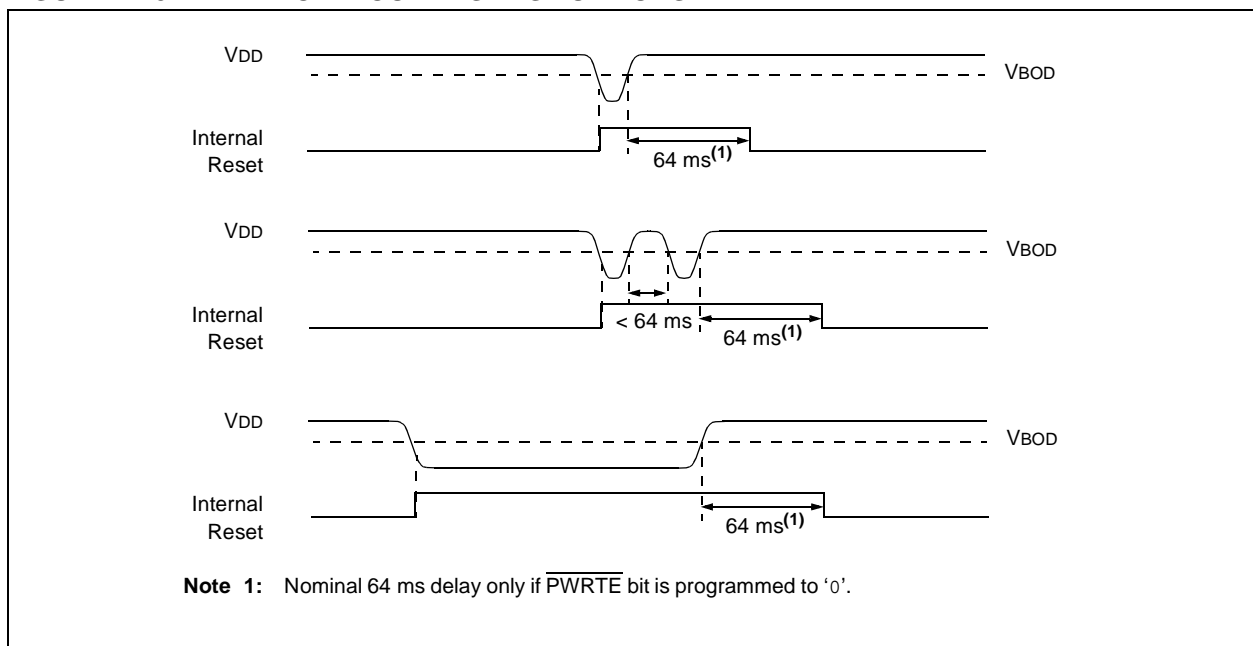 VDD
VBOD
Internal
Reset
64 ms(1)
VDD
VBOD
Internal
Reset
< 64 ms
64 ms(1)
VDD
VBOD
Internal
Reset
64 ms(1)
Note 1: Nominal 64 ms delay only if PWRTE bit is programmed to ‘0’.